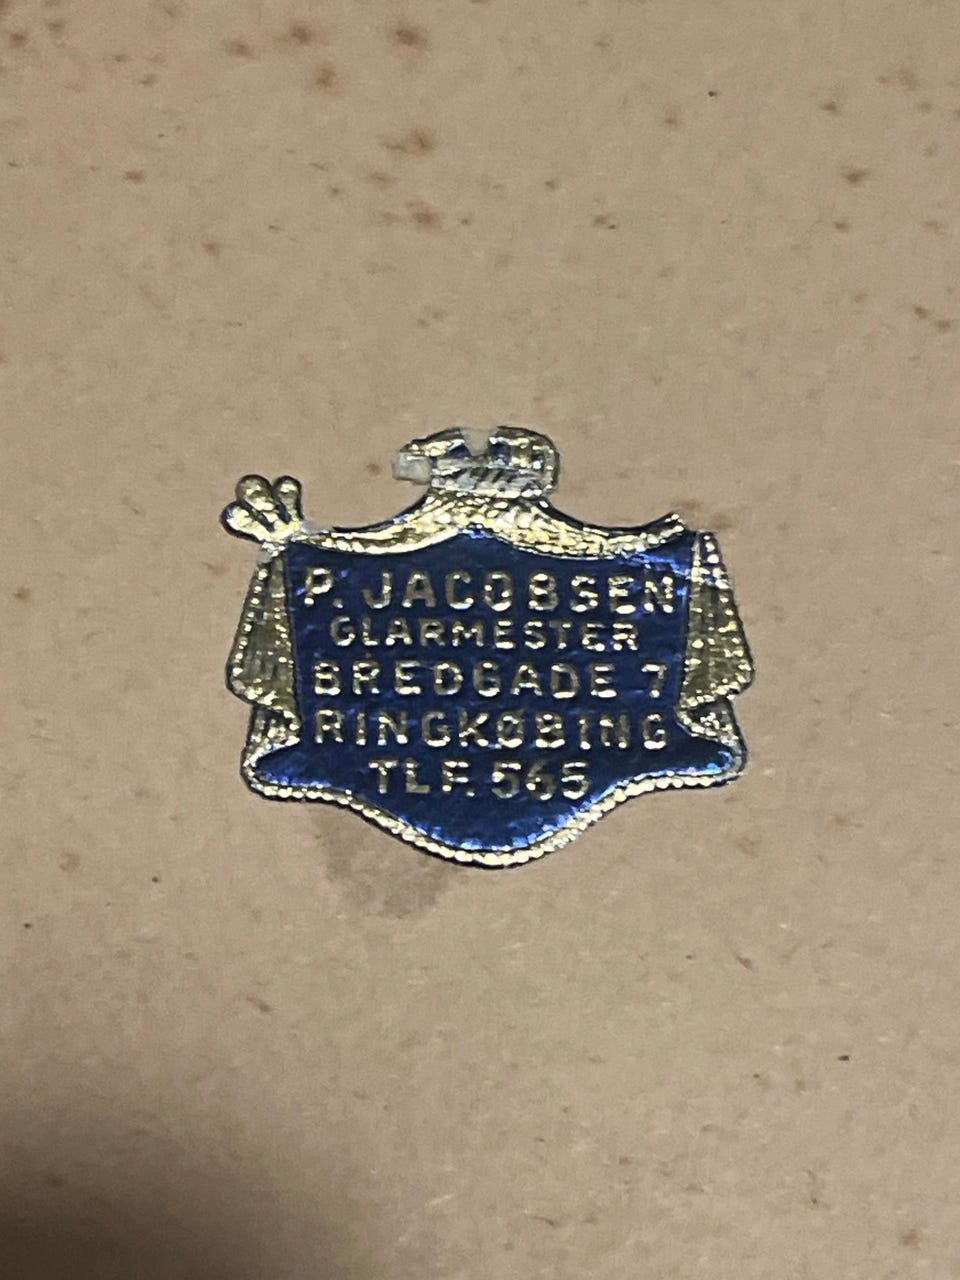 P. JACOBSEN
GLARMESTER
BREDGADE 7
RINGKØBING
TLF. 565